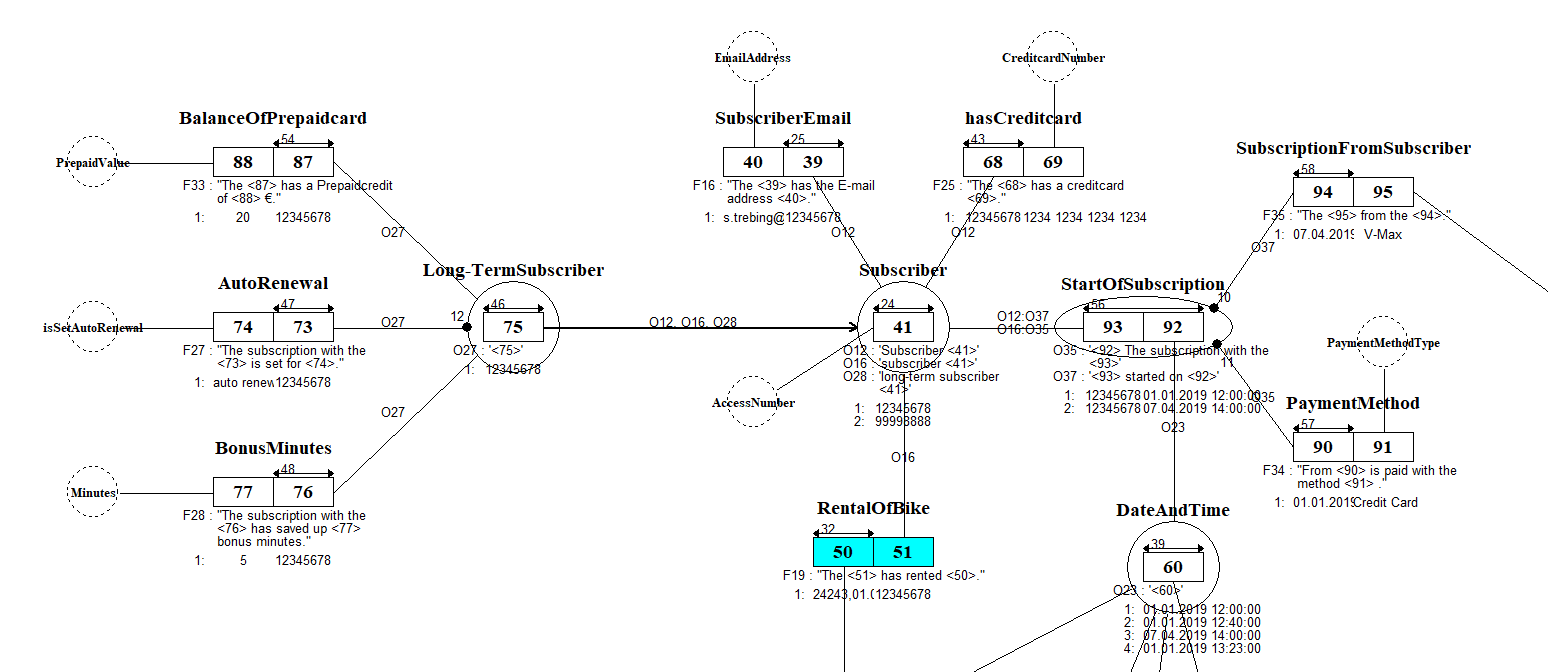 EmailAddress
CreditcardNumber
BalanceOfPrepaidcard
54
PrepaidValue
88 87
F33 : "The <87> has a Prepaidcredit
of <88> €."
1: 20 12345678
O27
SubscriberEmail
25
40 39
F16 : "The <39> has the E-mail
address <40>."
1: s.trebing@12345678
O12
hasCreditcard
43
68 69
F25 : "The <68> has a creditcard
<69>."
1: 12345678 1234 1234 1234 1234
O12
SubscriptionFromSubscriber
58
94 95
F35 : "The <95> from the <94>."
1: 07.04.2019 V-Max
O37
AutoRenewal
47
isSetAutoRenewal
74 73
F27 : "The subscription with the
<73> is set for <74>."
1: auto renew12345678
O27
Long-TermSubscriber
46
12
75
O27 : '<75>'
1: 12345678
O12, O16, O28
Subscriber
24
41
O12 : 'Subscriber <41>'
O16 : 'subscriber <41>'
O28 : 'long-term subscriber
<41>'
1: 12345678
2: 99998888
AccessNumber
O12:O37
O16:O35
StartOfSubscription
56
10
93 92
11
O35 : '<92> The subscription with the
<93>'
O37 : '<93> started on <92>'
1: 12345678 01.01.2019 12:00:00
2: 12345678 07.04.2019 14:00:00
O23
O35
PaymentMethodType
PaymentMethod
57
90 91
F34 : "From <90> is paid with the
method <91> ."
1: 01.01.2019Credit Card
O27
BonusMinutes
48
Minutes
77 76
F28 : "The subscription with the
<76> has saved up <77>
bonus minutes."
1: 5 12345678
O16
RentalOfBike
32
50 51
F19 : "The <51> has rented <50>."
1: 24243,01.(12345678
DateAndTime
39
60
O23 : '<60>'
1: 01.01.2019 12:00:00
2: 01.01.2019 12:40:00
3: 07.04.2019 14:00:00
4: 01.01.2019 13:23:00